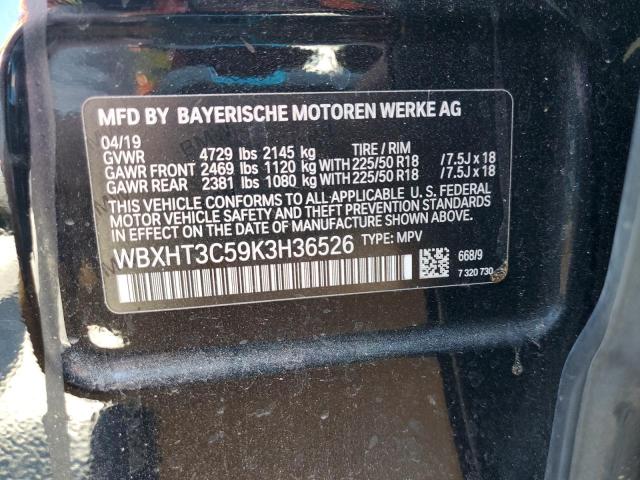 MFD BY BAYERISCHE MOTOREN WERKE AG
04/19
GVWR 4729 lbs 2145 kg TIRE / RIM
GAWR FRONT 2469 lbs 1120 kg WITH 225/50 R18 / 7.5J x 18
GAWR REAR 2381 lbs 1080 kg WITH 225/50 R18 / 7.5J x 18
THIS VEHICLE CONFORMS TO ALL APPLICABLE U. S. FEDERAL
MOTOR VEHICLE SAFETY AND THEFT PREVENTION STANDARDS
IN EFFECT ON THE DATE OF MANUFACTURE SHOWN ABOVE.
WBXHT3C59K3H36526 TYPE: MPV
668/9
7 320 730